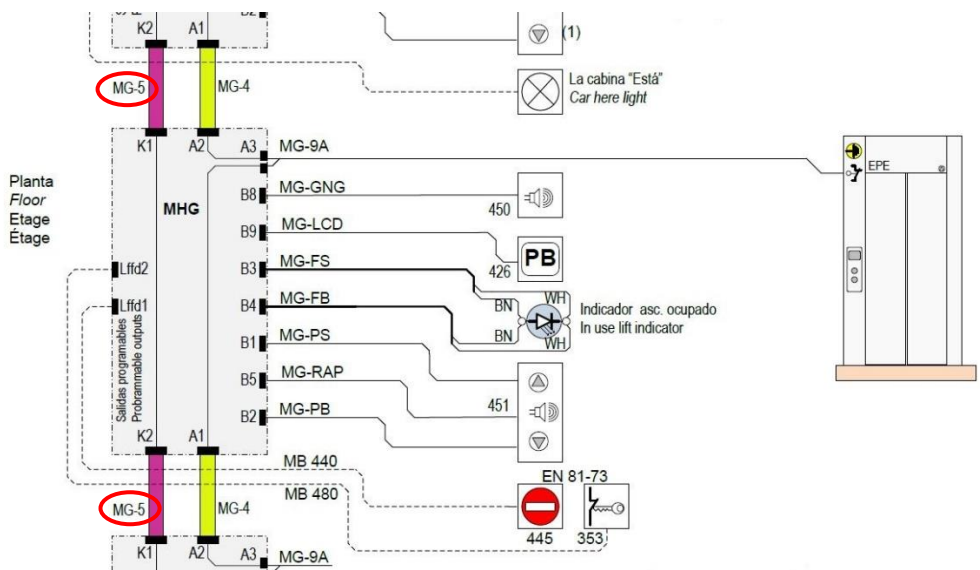 K2 A1
(1)
MG-5 MG-4
La cabina "Está"
Car here light
K1 A2 A3 MG-9A
Planta
Floor
Etage
Étage
MHG
B8 MG-GNG
450
B9 MG-LCD
426 PB
Lffd2
B3 MG-FS
Lffd1
B4 MG-FB
BN WH
BN WH
Indicador asc. ocupado
In use lift indicator
B1 MG-PS
B5 MG-RAP
451
B2 MG-PB
Salidas programables
Probrammable outputs
K2 A1
MB 440
MB 480
EN 81-73
445 353
MG-5 MG-4
K1 A2 A3 MG-9A
EPE